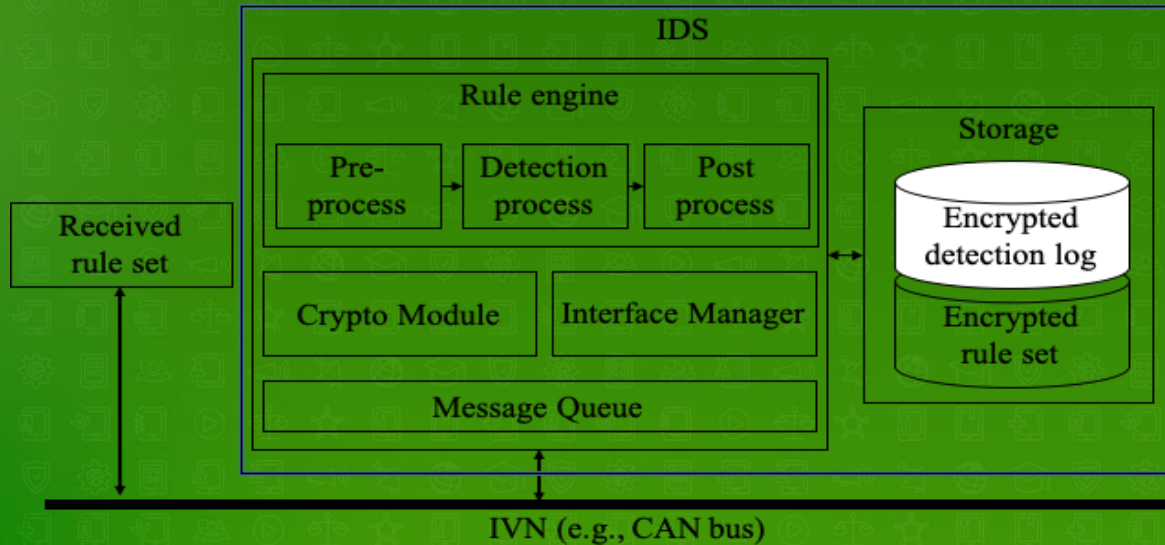 IDS
Rule engine
Pre-
process
Detection
process
Post
process
Received
rule set
Crypto Module
Interface Manager
Message Queue
Storage
Encrypted
detection log
Encrypted
rule set
IVN (e.g., CAN bus)